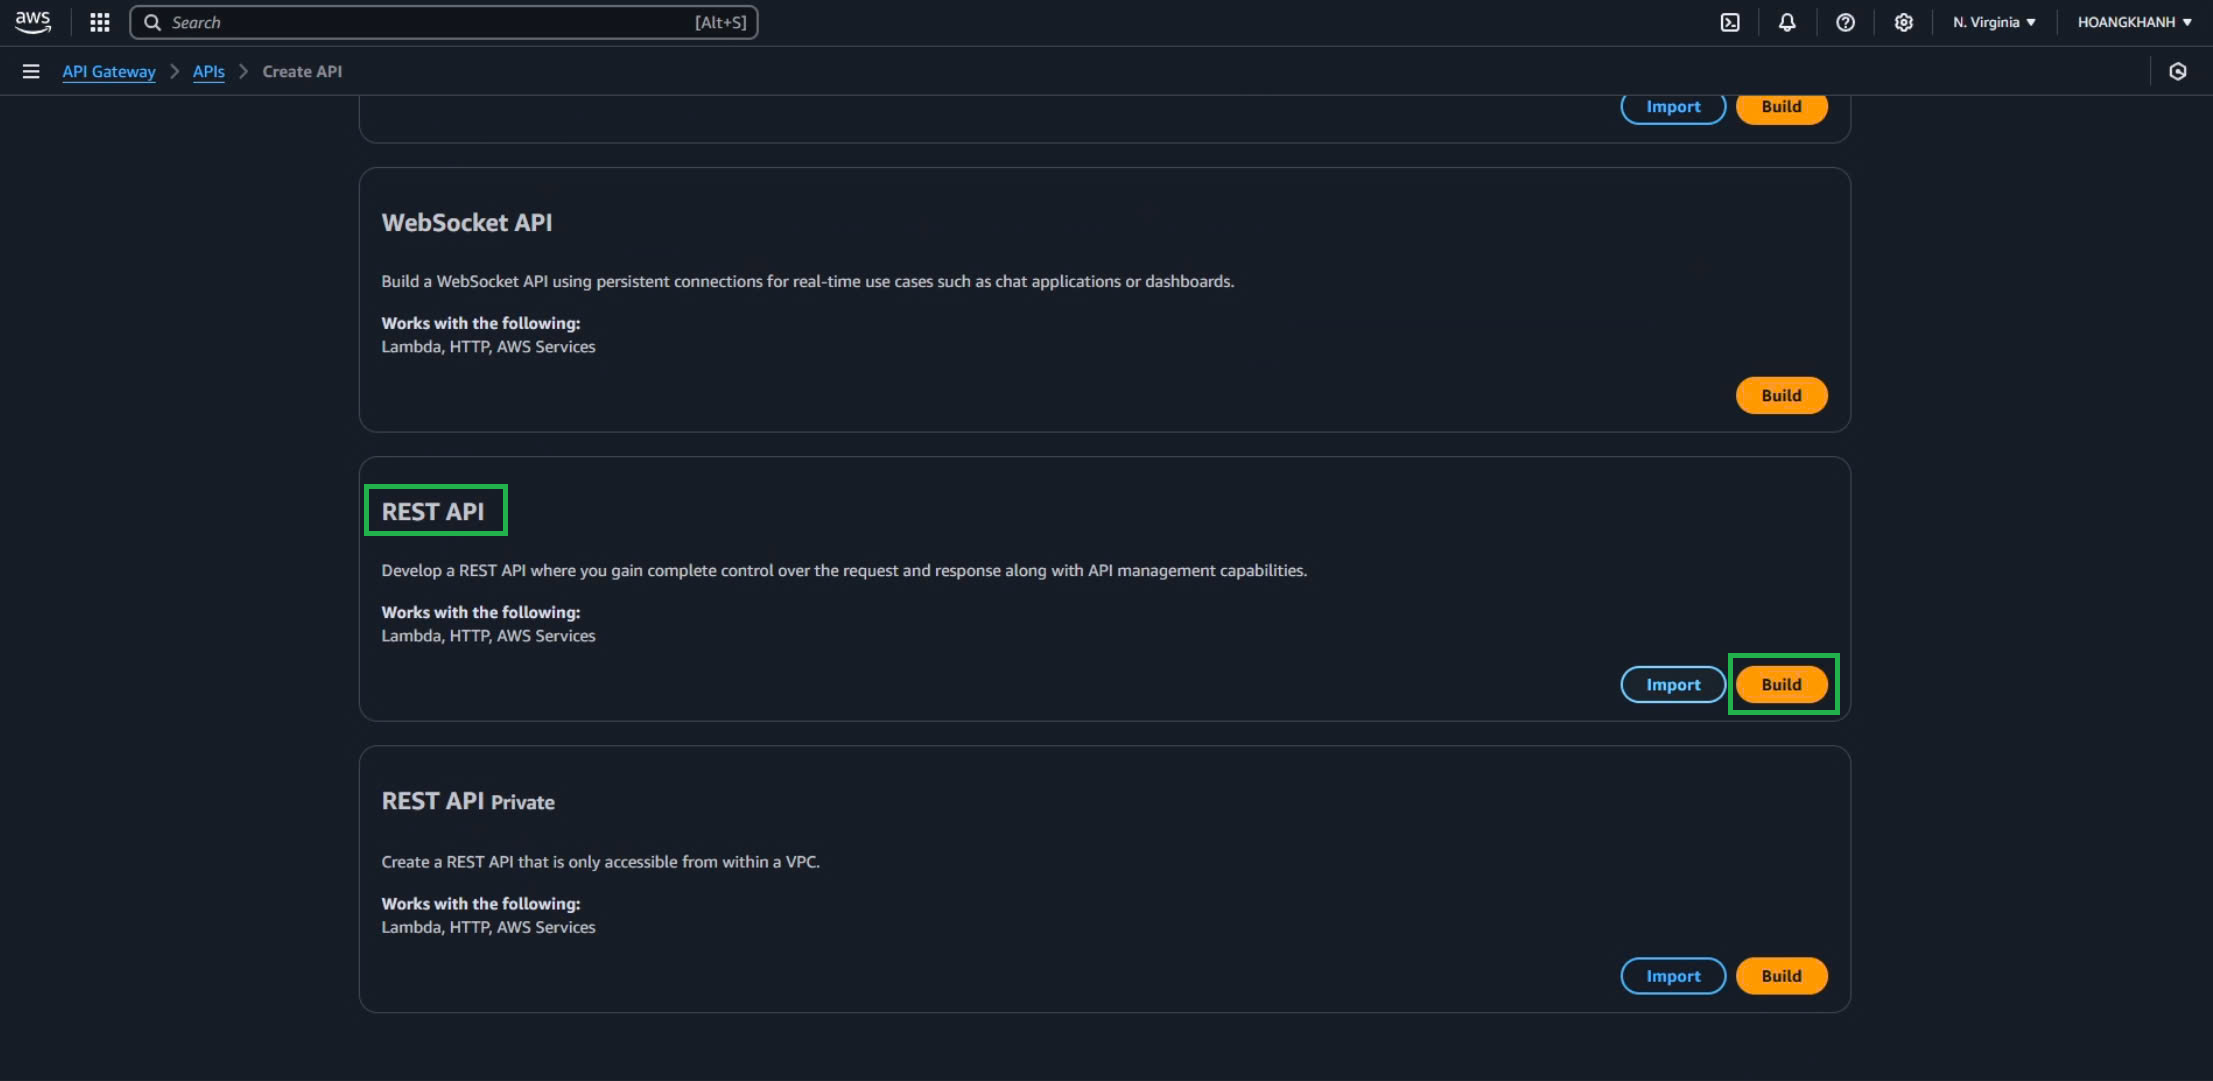 aws
Search [Alt+S]
N. Virginia
HOANGKHANH
API Gateway
APIs
Create API
Import
Build
WebSocket API
Build a WebSocket API using persistent connections for real-time use cases such as chat applications or dashboards.
Works with the following:
Lambda, HTTP, AWS Services
Build
REST API
Develop a REST API where you gain complete control over the request and response along with API management capabilities.
Works with the following:
Lambda, HTTP, AWS Services
Import
Build
REST API Private
Create a REST API that is only accessible from within a VPC.
Works with the following:
Lambda, HTTP, AWS Services
Import
Build